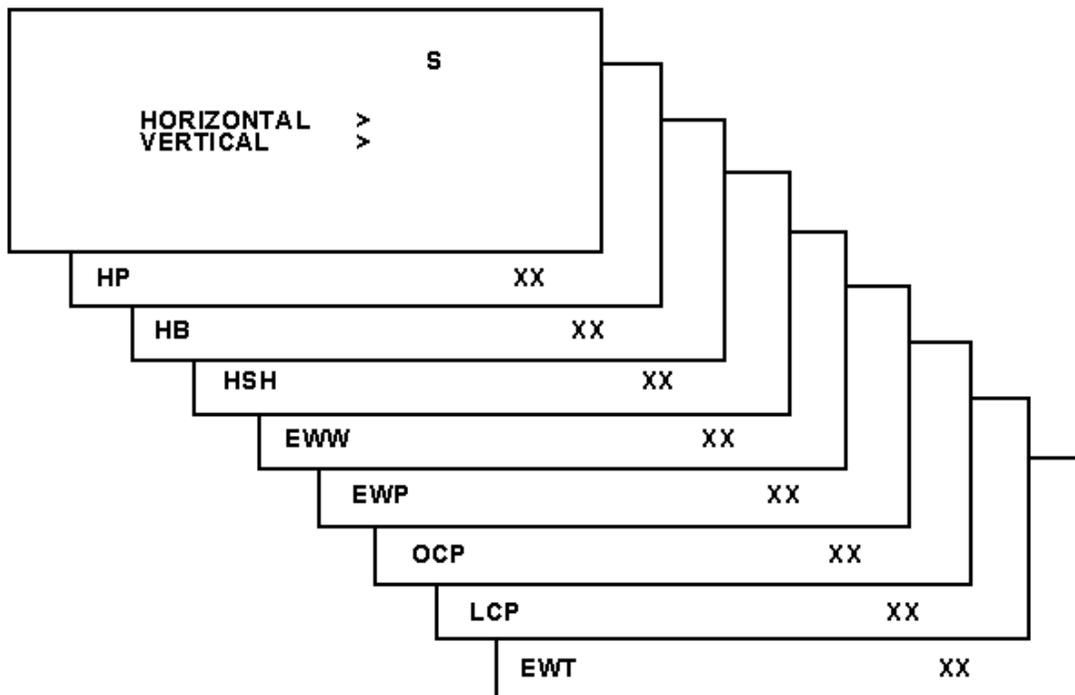 S
HORIZONTAL >
VERTICAL >
HP XX
HB XX
HSH XX
EWW XX
EWP XX
OCP XX
LCP XX
EWT XX